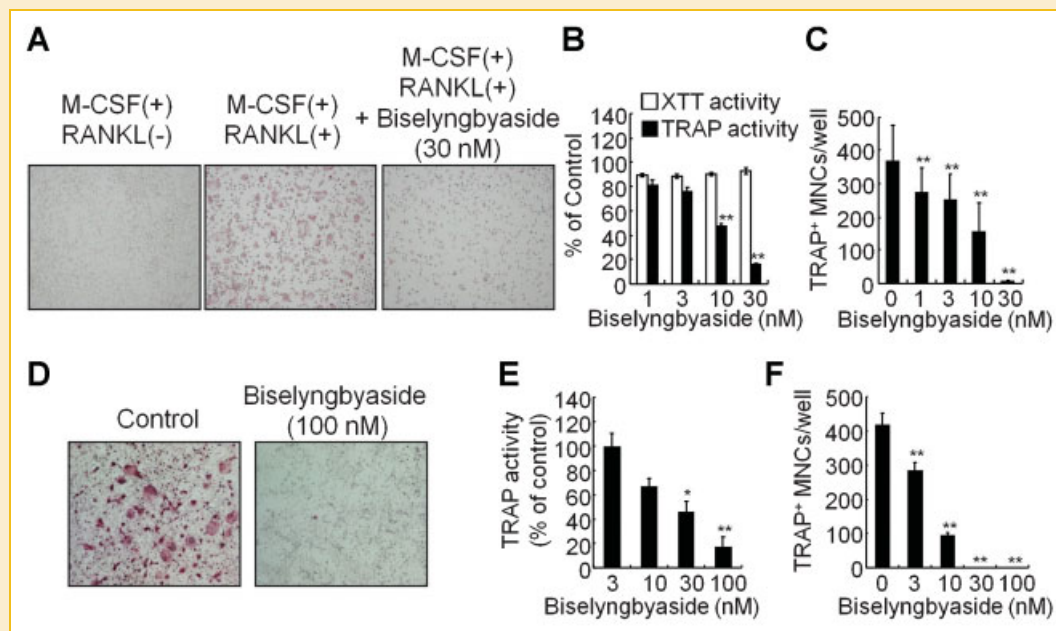 A
M-CSF(+)
RANKL(-)
M-CSF(+)
RANKL(+)
M-CSF(+)
RANKL(+)
+ Biselyngbyaside
(30 nM)
B
XTT activity
TRAP activity
% of Control
140
120
100
80
60
40
20
0
1 3 10 30
Biselyngbyaside (nM)
** **
C
TRAP+ MNCs/well
500
400
300
200
100
0
0 1 3 10 30
Biselyngbyaside (nM)
** ** ** **
D
Control
Biselyngbyaside
(100 nM)
E
TRAP activity
(% of control)
140
120
100
80
60
40
20
0
3 10 30 100
Biselyngbyaside (nM)
* **
F
TRAP+ MNCs/well
500
400
300
200
100
0
0 3 10 30 100
Biselyngbyaside (nM)
** ** ** **